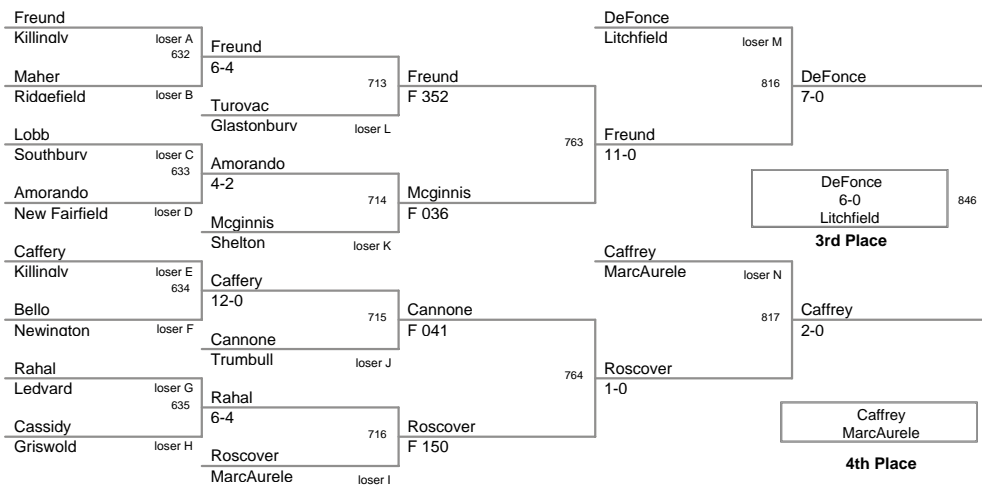 Freund
Killingly
loser A
632
Maher
Ridgefield
loser B
Freund
6-4
713
Turovac
Glastonbury
loser L
Lobb
Southbury
loser C
633
Amorando
New Fairfield
loser D
Amorando
4-2
714
Mcginnis
Shelton
loser K
Freund
F 352
763
Mcginnis
F 036
Caffery
Killingly
loser E
634
Bello
Newington
loser F
Caffery
12-0
715
Cannone
Trumbull
loser J
Rahal
Ledyard
loser G
635
Cassidy
Griswold
loser H
Rahal
6-4
716
Roscover
MarcAurele
loser I
Cannone
F 041
764
Roscover
F 150
DeFonce
Litchfield
loser M
816
Freund
11-0
DeFonce
7-0
DeFonce
6-0
Litchfield
846
3rd Place
Caffrey
MarcAurele
loser N
817
Roscover
1-0
Caffrey
2-0
Caffrey
MarcAurele
4th Place